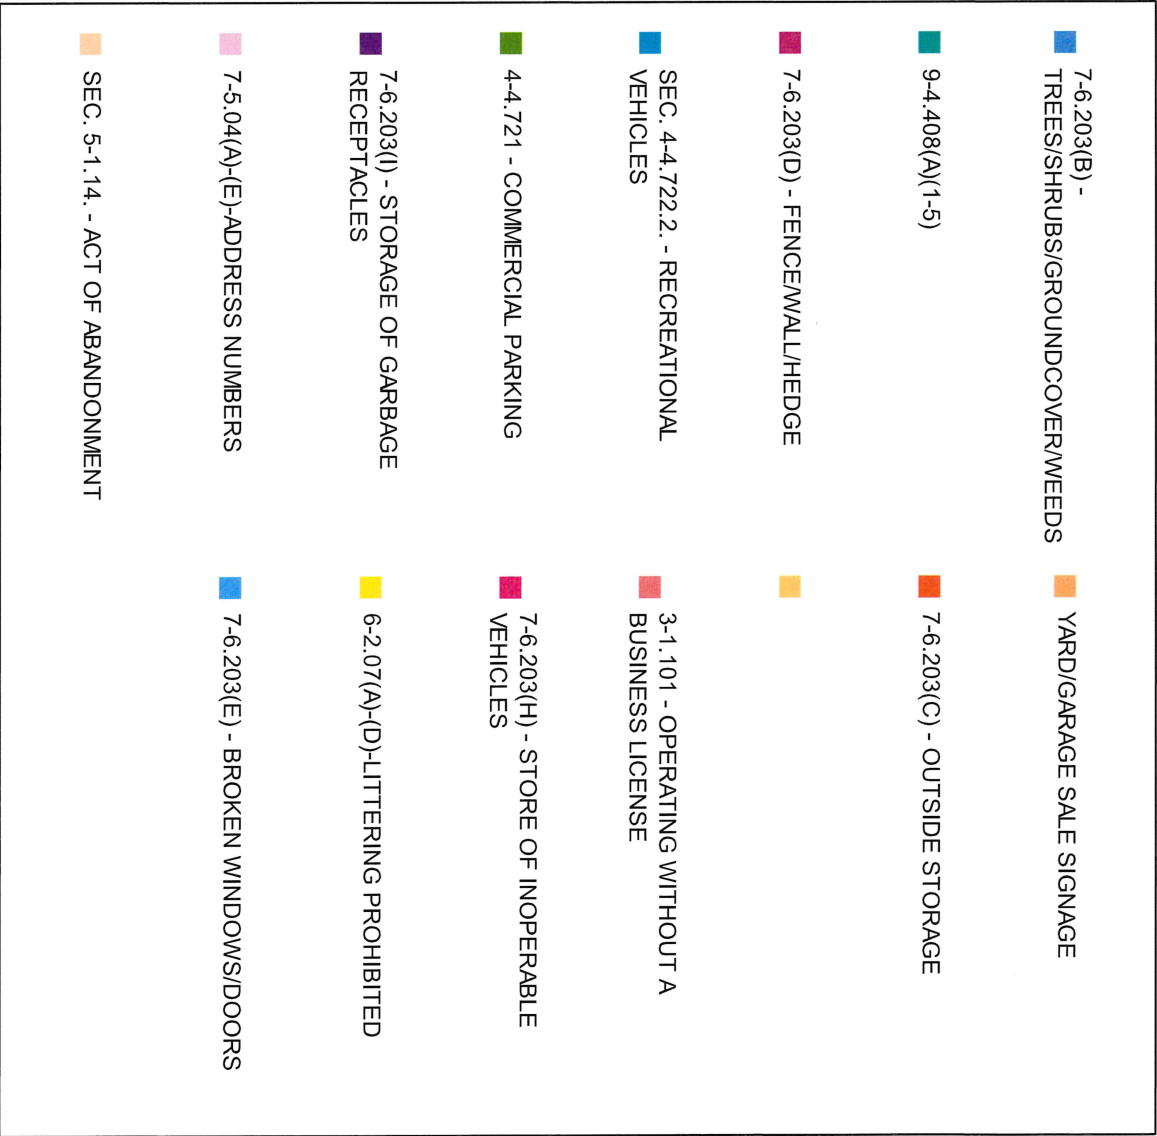 7-6.203(B) -
TREES/SHRUBS/GROUNDCOVER/WEEDS
9-4.408(A)(1-5)
7-6.203(D) - FENCE/WALL/HEDGE
SEC. 4-4.722.2. - RECREATIONAL
VEHICLES
4-4.721 - COMMERCIAL PARKING
7-6.203(I) - STORAGE OF GARBAGE
RECEPTACLES
7-5.04(A)-(E)-ADDRESS NUMBERS
SEC. 5-1.14. - ACT OF ABANDONMENT
YARD/GARAGE SALE SIGNAGE
7-6.203(C) - OUTSIDE STORAGE
3-1.101 - OPERATING WITHOUT A
BUSINESS LICENSE
7-6.203(H) - STORE OF INOPERABLE
VEHICLES
6-2.07(A)-(D)-LITTERING PROHIBITED
7-6.203(E) - BROKEN WINDOWS/DOORS